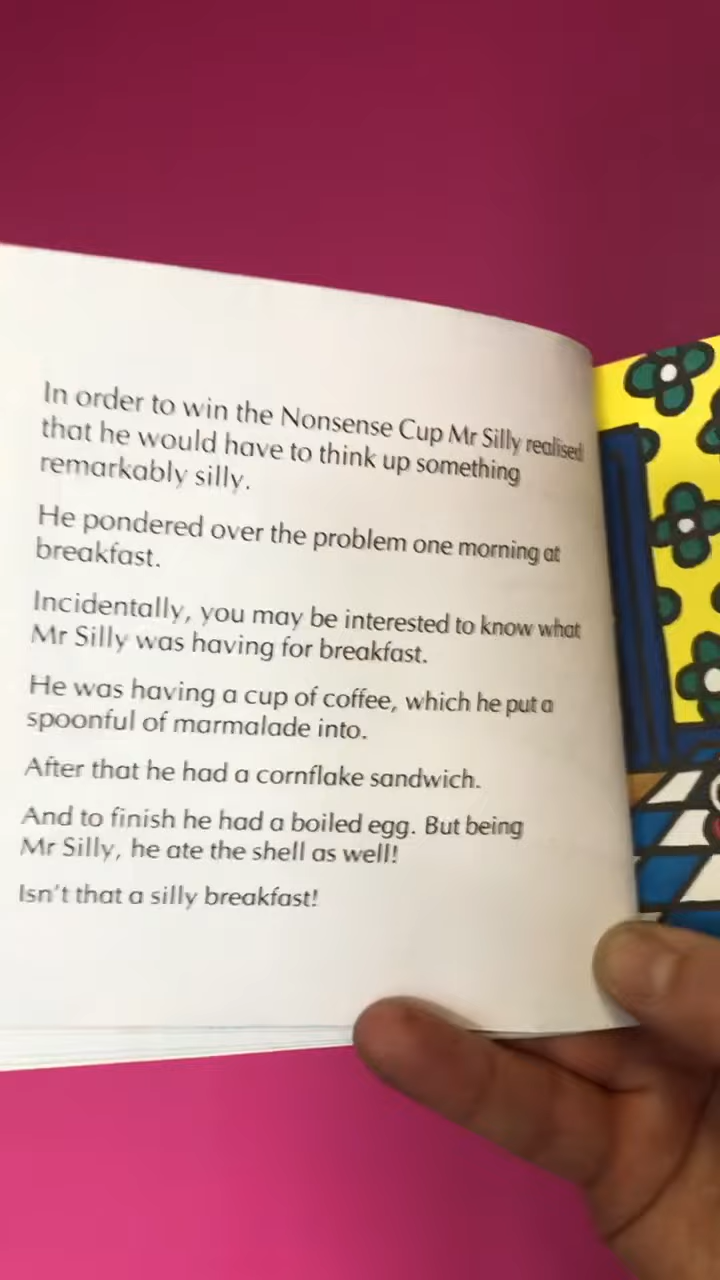 In order to win the Nonsense Cup Mr Silly realised
that he would have to think up something
remarkably silly.
He pondered over the problem one morning at
breakfast.
Incidentally, you may be interested to know what
Mr Silly was having for breakfast.
He was having a cup of coffee, which he put a
spoonful of marmalade into.
After that he had a cornflake sandwich.
And to finish he had a boiled egg. But being
Mr Silly, he ate the shell as well!
Isn't that a silly breakfast!